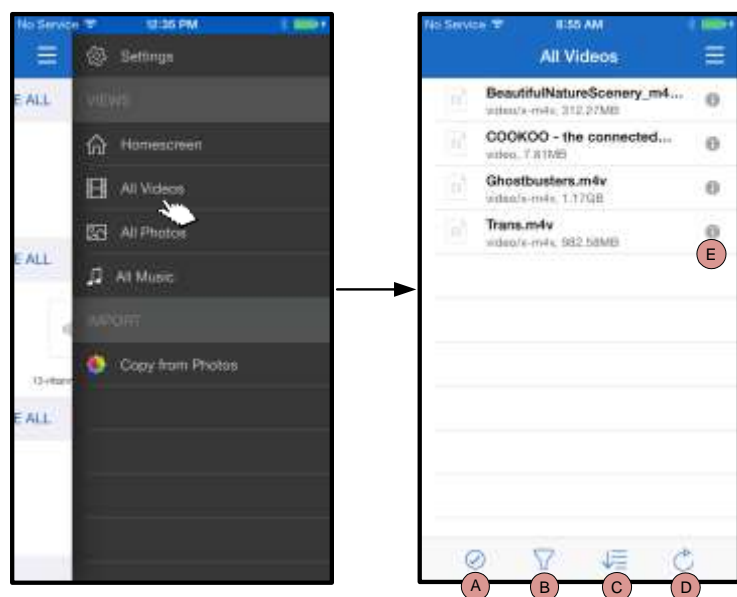 No Service 12:35 PM
Settings
E ALL
VIEWS
Homescreen
All Videos
All Photos
E ALL
All Music
IMPORT
Copy from Photos
E ALL
No Service 8:55 AM
All Videos
BeautifulNatureScenery_m4...
video/x-m4v, 312.27MB
COOKOO - the connected...
video, 7.81MB
Ghostbusters.m4v
video/x-m4v, 1.17GB
Trans.m4v
video/x-m4v, 982.58MB
E
A
B
C
D